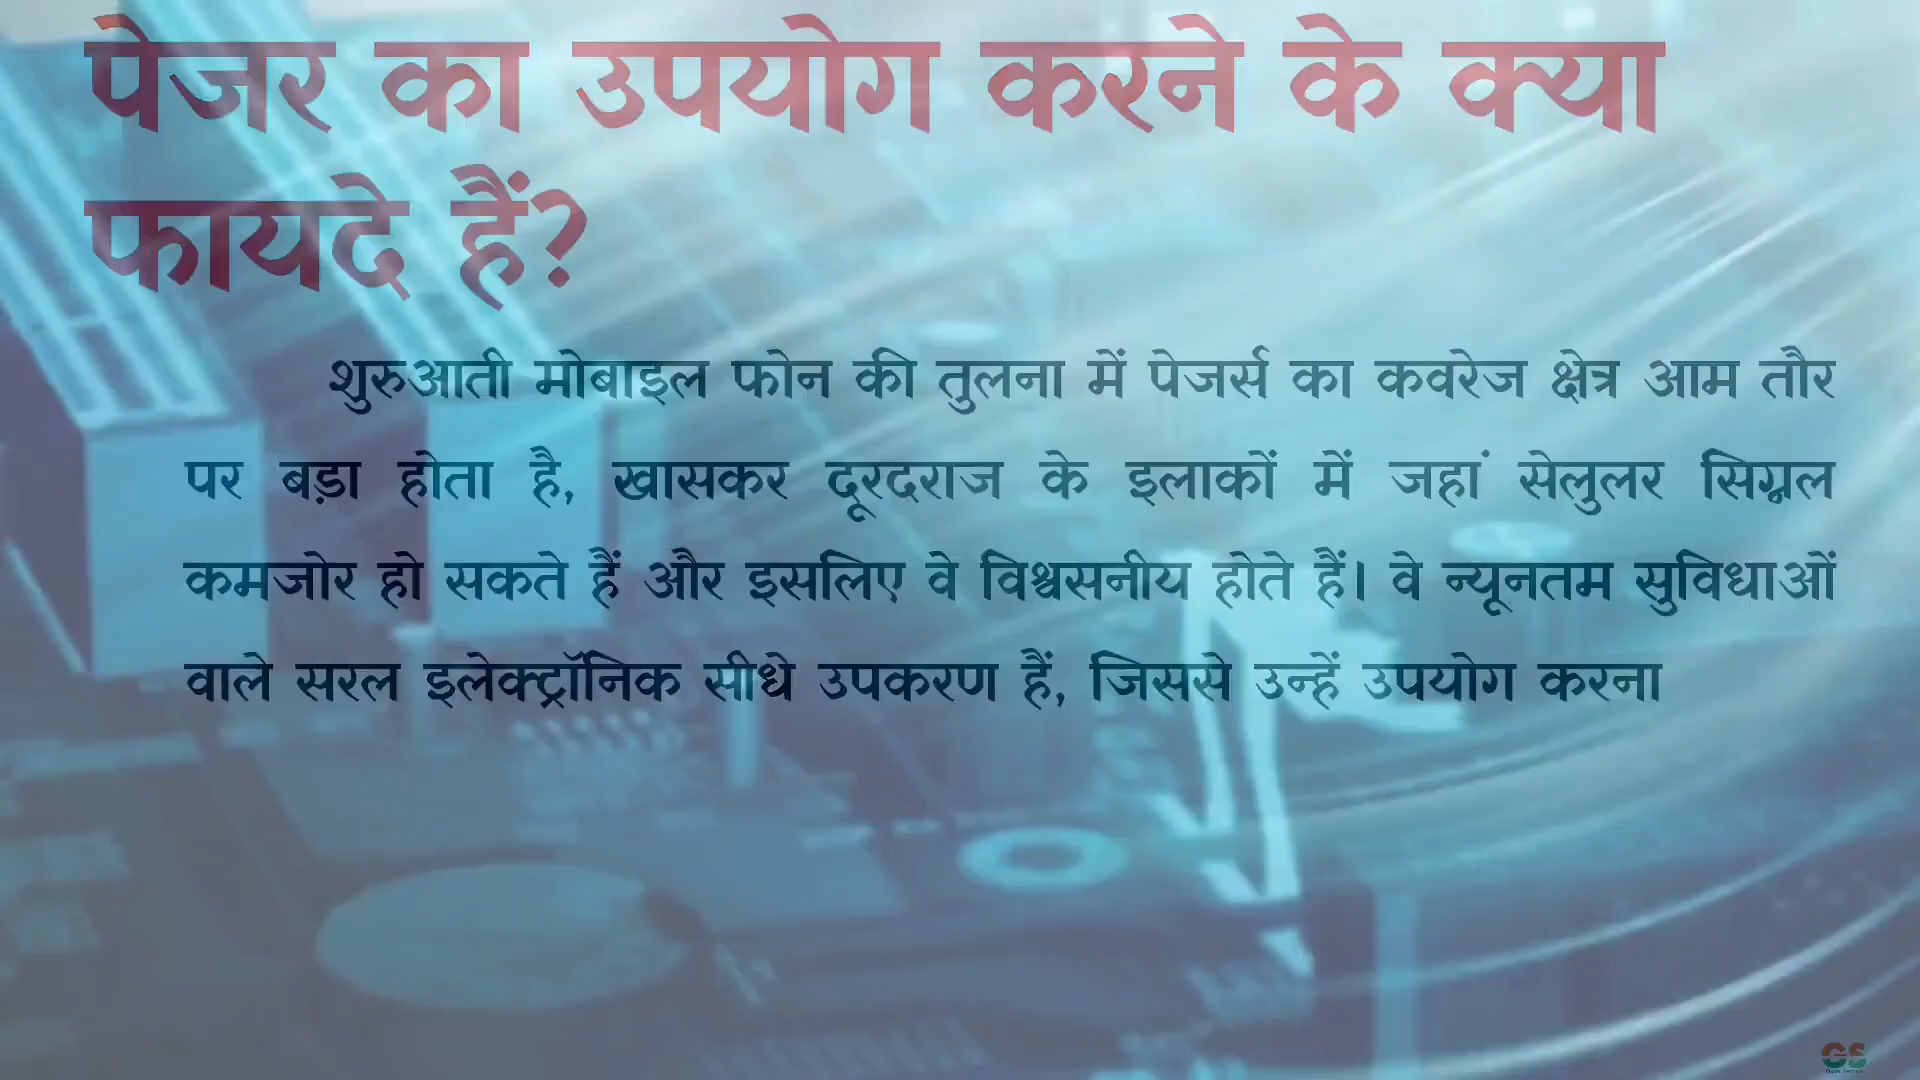 पेजर का उपयोग करने के क्या
फायदे हैं?
शुरुआती मोबाइल फोन की तुलना में पेजर्स का कवरेज क्षेत्र आम तौर
पर बड़ा होता है, खासकर दूरदराज के इलाकों में जहां सेलुलर सिग्नल
कमजोर हो सकते हैं और इसलिए वे विश्वसनीय होते हैं। वे न्यूनतम सुविधाओं
वाले सरल इलेक्ट्रॉनिक सीधे उपकरण हैं, जिससे उन्हें उपयोग करना
GS